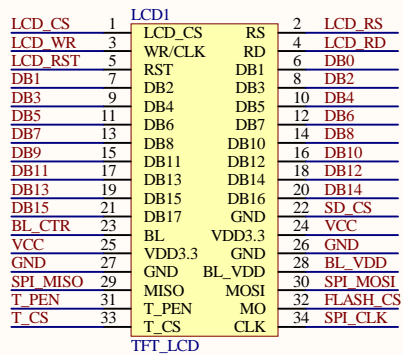 LCD1
LCD_CS 1 LCD_CS RS 2 LCD_RS
LCD_WR 3 WR/CLK RD 4 LCD_RD
LCD_RST 5 RST DB1 6 DB0
DB1 7 DB2 DB3 8 DB2
DB3 9 DB4 DB5 10 DB4
DB5 11 DB6 DB7 12 DB6
DB7 13 DB8 DB10 14 DB8
DB9 15 DB11 DB12 16 DB10
DB11 17 DB13 DB14 18 DB12
DB13 19 DB15 DB16 20 DB14
DB15 21 DB17 GND 22 SD_CS
BL_CTR 23 BL VDD3.3 24 VCC
VCC 25 VDD3.3 GND 26 GND
GND 27 GND BL_VDD 28 BL_VDD
SPI_MISO 29 MISO MOSI 30 SPI_MOSI
T_PEN 31 T_PEN MO 32 FLASH_CS
T_CS 33 T_CS CLK 34 SPI_CLK
TFT_LCD